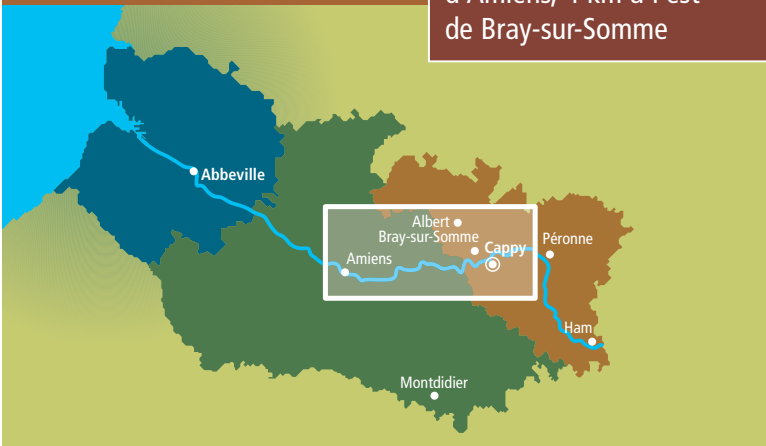 de Bray-sur-Somme
Abbeville
Albert
Bray-sur-Somme
Cappy
Péronne
Amiens
Ham
Montdidier